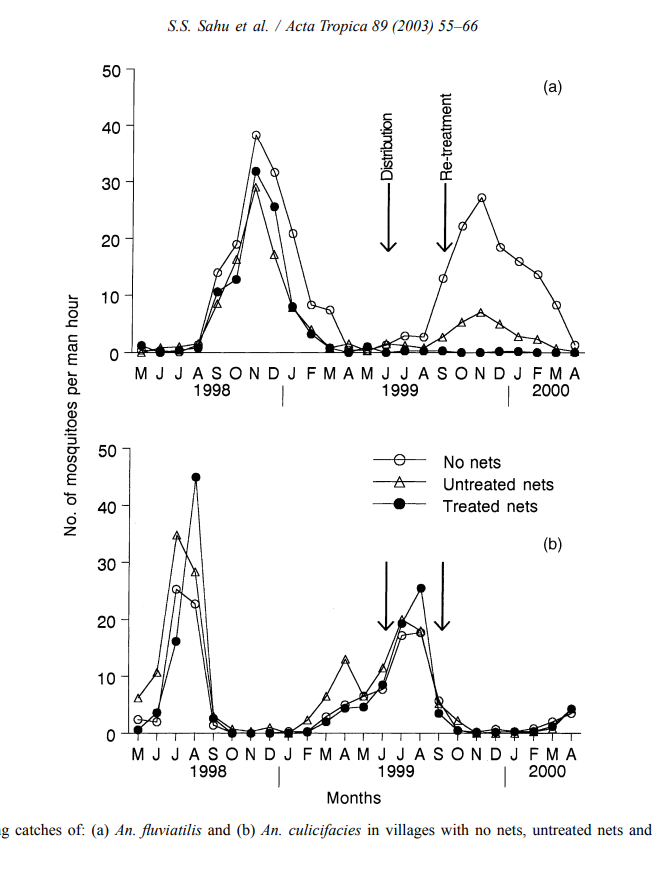 S.S. Sahu et al. / Acta Tropica 89 (2003) 55–66
50
(a)
40
Distribution
Re-treatment
30
20
10
0
M J J A S O N D J F M A M J J A S O N D J F M A
1998 1999 2000
No. of mosquitoes per man hour
50
No nets
Untreated nets
Treated nets
40
(b)
30
20
10
0
M J J A S O N D J F M A M J J A S O N D J F M A
1998 1999 2000
Months
g catches of: (a) An. fluviatilis and (b) An. culicifacies in villages with no nets, untreated nets and